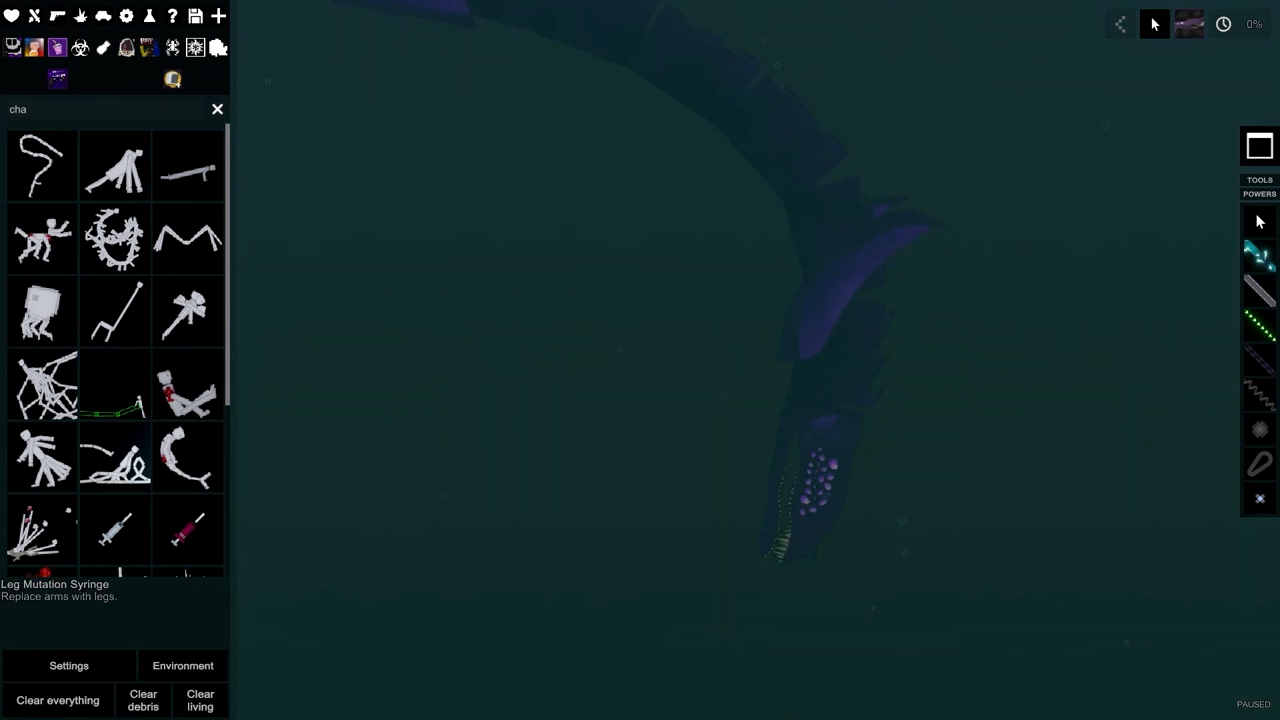 0%
cha
TOOLS
POWERS
Leg Mutation Syringe
Replace arms with legs.
Settings
Environment
Clear everything
Clear
debris
Clear
living
PAUSED